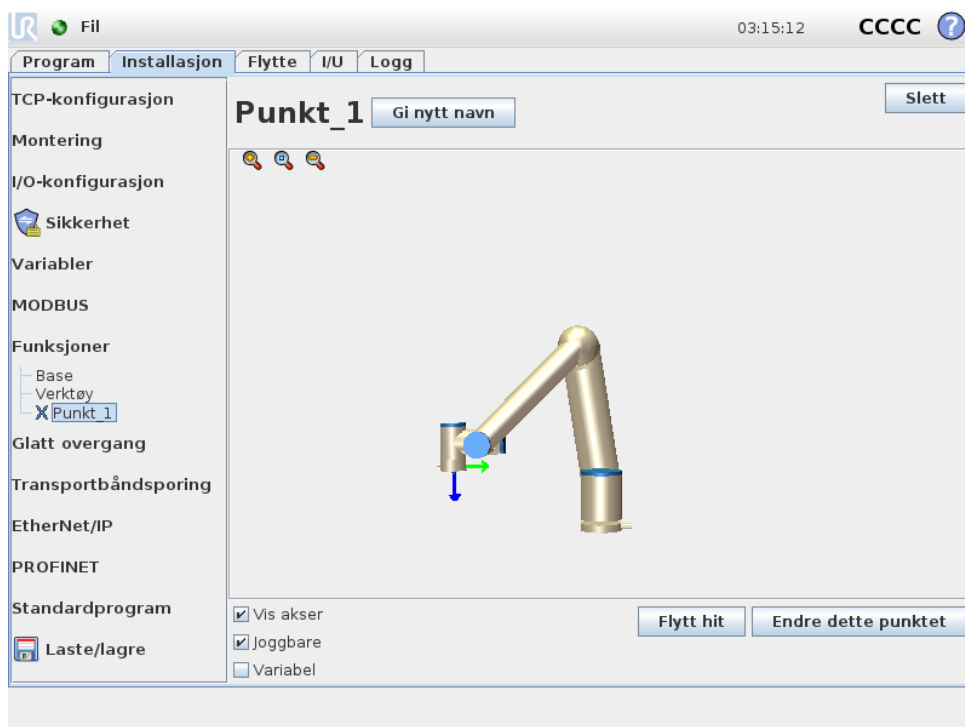 UR Fil 03:15:12 CCCC ?
Program Installasjon Flytte I/U Logg
TCP-konfigurasjon
Montering
I/O-konfigurasjon
Sikkerhet
Variabler
MODBUS
Funksjoner
Base
Verktøy
Punkt_1
Glatt overgang
Transportbåndsporing
EtherNet/IP
PROFINET
Standardprogram
Laste/lagre
Punkt_1 Gi nytt navn Slett
Vis akser
Joggbare
Variabel
Flytt hit Endre dette punktet